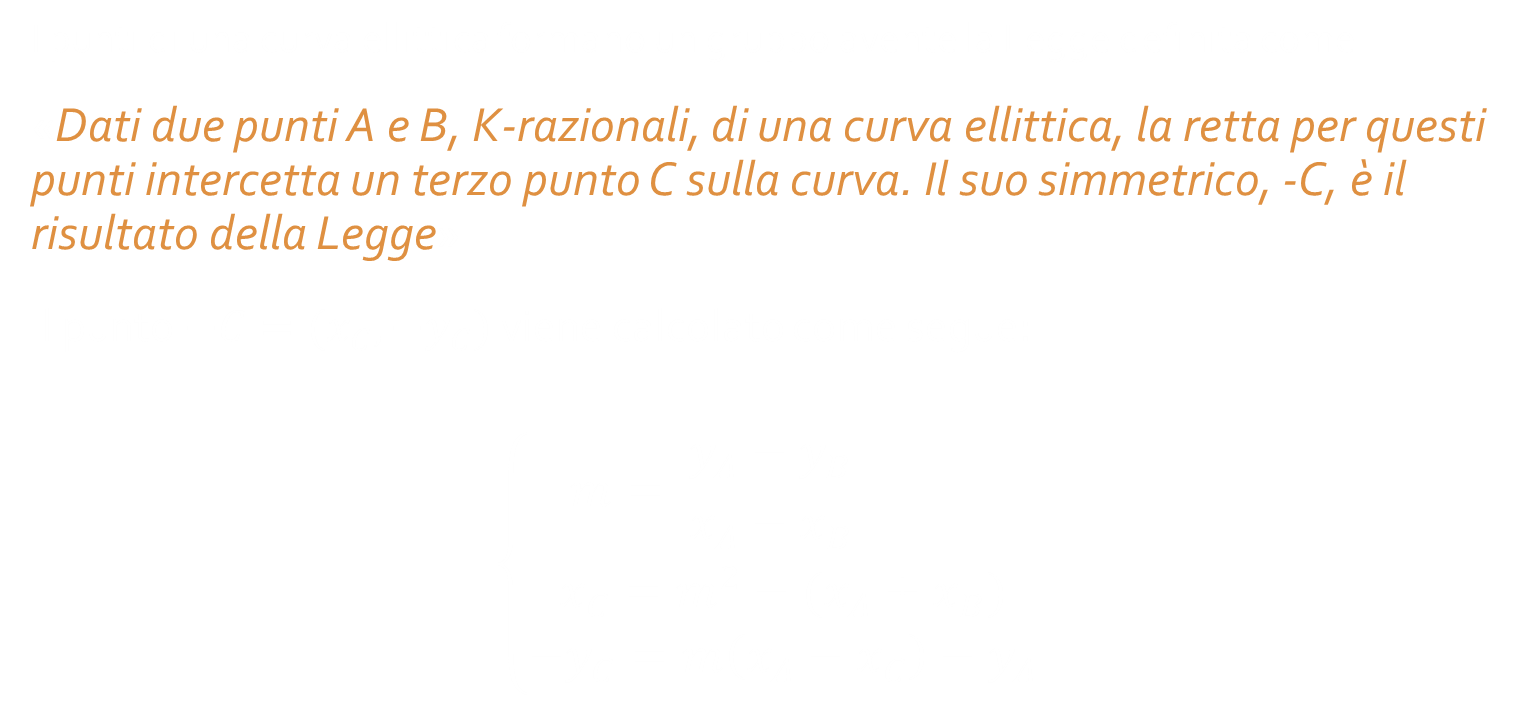 Dati due punti A e B, K-razionali, di una curva ellittica, la retta per questi
punti intercetta un terzo punto C sulla curva. Il suo simmetrico, -C, è il
risultato della Legge